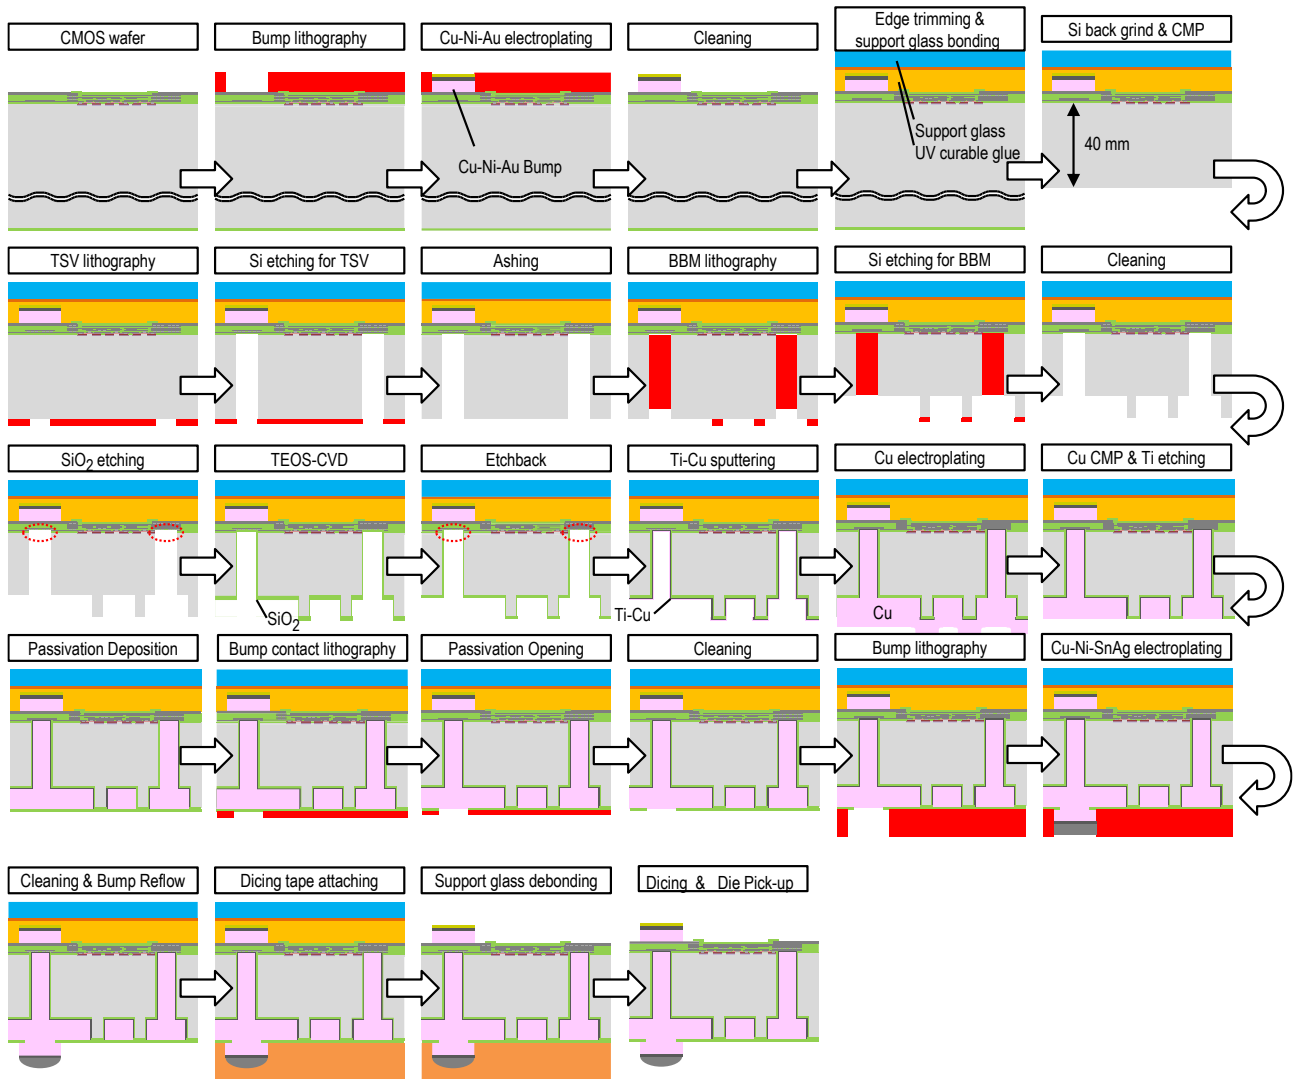 CMOS wafer
Bump lithography
Cu-Ni-Au electroplating
Cleaning
Edge trimming &
support glass bonding
Si back grind & CMP
Cu-Ni-Au Bump
Support glass
UV curable glue
40 mm
TSV lithography
Si etching for TSV
Ashing
BBM lithography
Si etching for BBM
Cleaning
SiO2 etching
TEOS-CVD
Etchback
Ti-Cu sputtering
Cu electroplating
Cu CMP & Ti etching
SiO2
Ti-Cu
Cu
Passivation Deposition
Bump contact lithography
Passivation Opening
Cleaning
Bump lithography
Cu-Ni-SnAg electroplating
Cleaning & Bump Reflow
Dicing tape attaching
Support glass debonding
Dicing & Die Pick-up